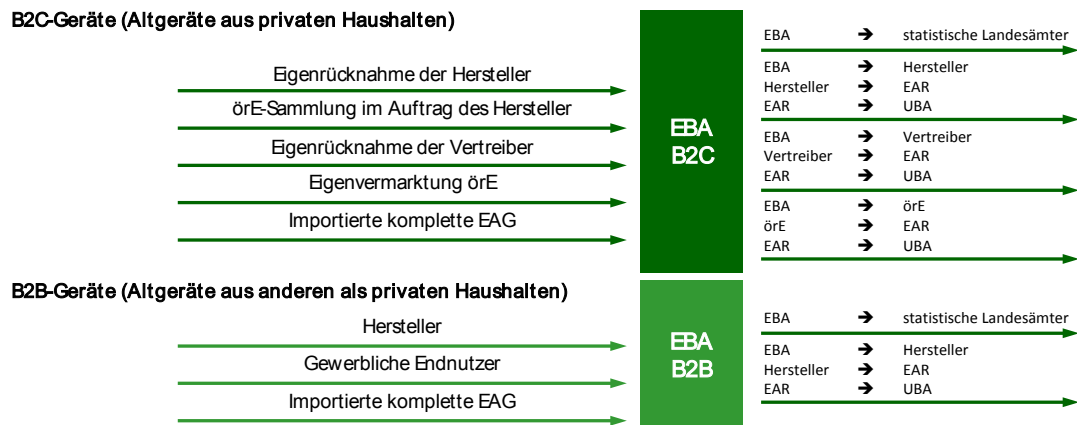 B2C-Geräte (Altgeräte aus privaten Haushalten)
Eigenrücknahme der Hersteller
örE-Sammlung im Auftrag des Hersteller
Eigenrücknahme der Vertreiber
Eigenvermarktung örE
Importierte komplette EAG
EBA
B2C
EBA ➔ statistische Landesämter
EBA ➔ Hersteller
Hersteller ➔ EAR
EAR ➔ UBA
EBA ➔ Vertreiber
Vertreiber ➔ EAR
EAR ➔ UBA
EBA ➔ örE
örE ➔ EAR
EAR ➔ UBA
B2B-Geräte (Altgeräte aus anderen als privaten Haushalten)
Hersteller
Gewerbliche Endnutzer
Importierte komplette EAG
EBA
B2B
EBA ➔ statistische Landesämter
EBA ➔ Hersteller
Hersteller ➔ EAR
EAR ➔ UBA